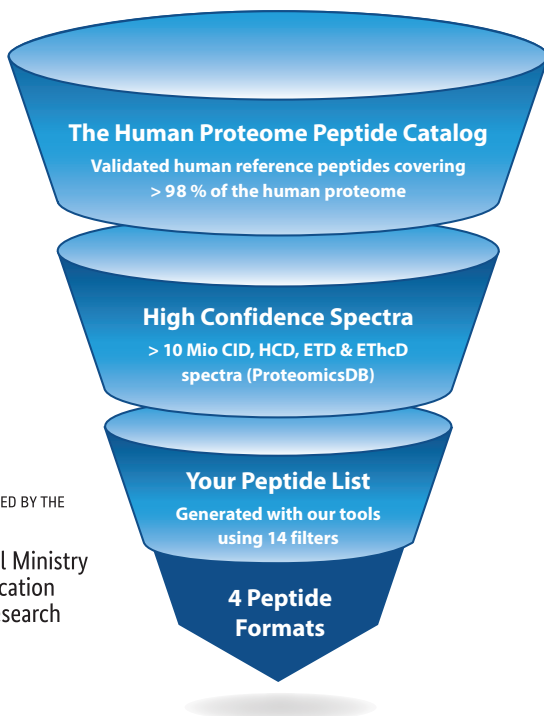 The Human Proteome Peptide Catalog
Validated human reference peptides covering
> 98 % of the human proteome
High Confidence Spectra
> 10 Mio CID, HCD, ETD & EThcD
spectra (ProteomicsDB)
Your Peptide List
Generated with our tools
using 14 filters
4 Peptide
Formats
ED BY THE
l Ministry
cation
search